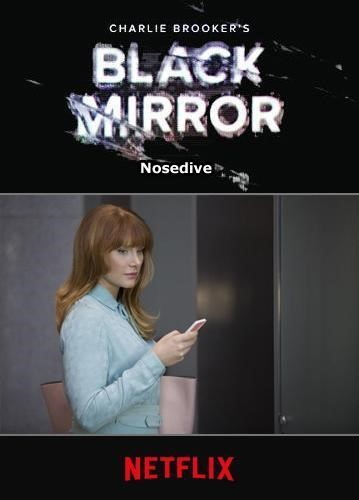 CHARLIE BROOKER'S
BLACK
MIRROR
Nosedive
NETFLIX